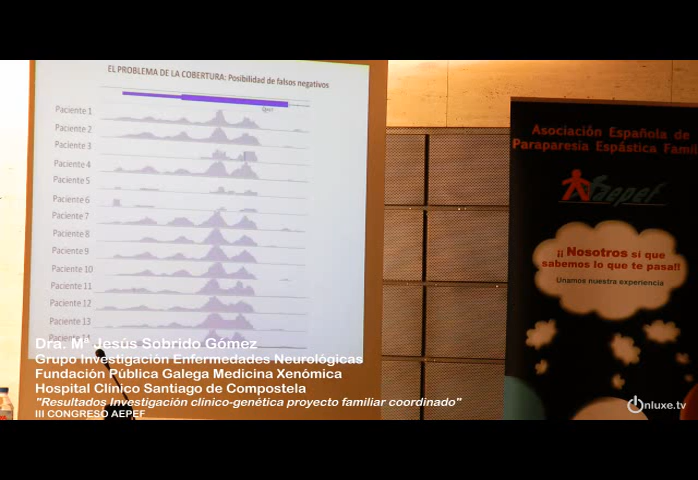 EL PROBLEMA DE LA COBERTURA: Posibilidad de falsos negativos
Paciente 1
Paciente 2
Paciente 3
Paciente 4
Paciente 5
Paciente 6
Paciente 7
Paciente 8
Paciente 9
Paciente 10
Paciente 11
Paciente 12
Paciente 13
Dra. Mª Jesús Sobrido Gómez
Grupo Investigación Enfermedades Neurológicas
Fundación Pública Galega Medicina Xenómica
Hospital Clínico Santiago de Compostela
"Resultados Investigación clínico-genética proyecto familiar coordinado"
III CONGRESO AEPEF
Asociación Española de
Paraparesia Espástica Famil
aepef
¡¡ Nosotros sí que
sabemos lo que te pasa!!
Unamos nuestra experiencia
onluxe.tv